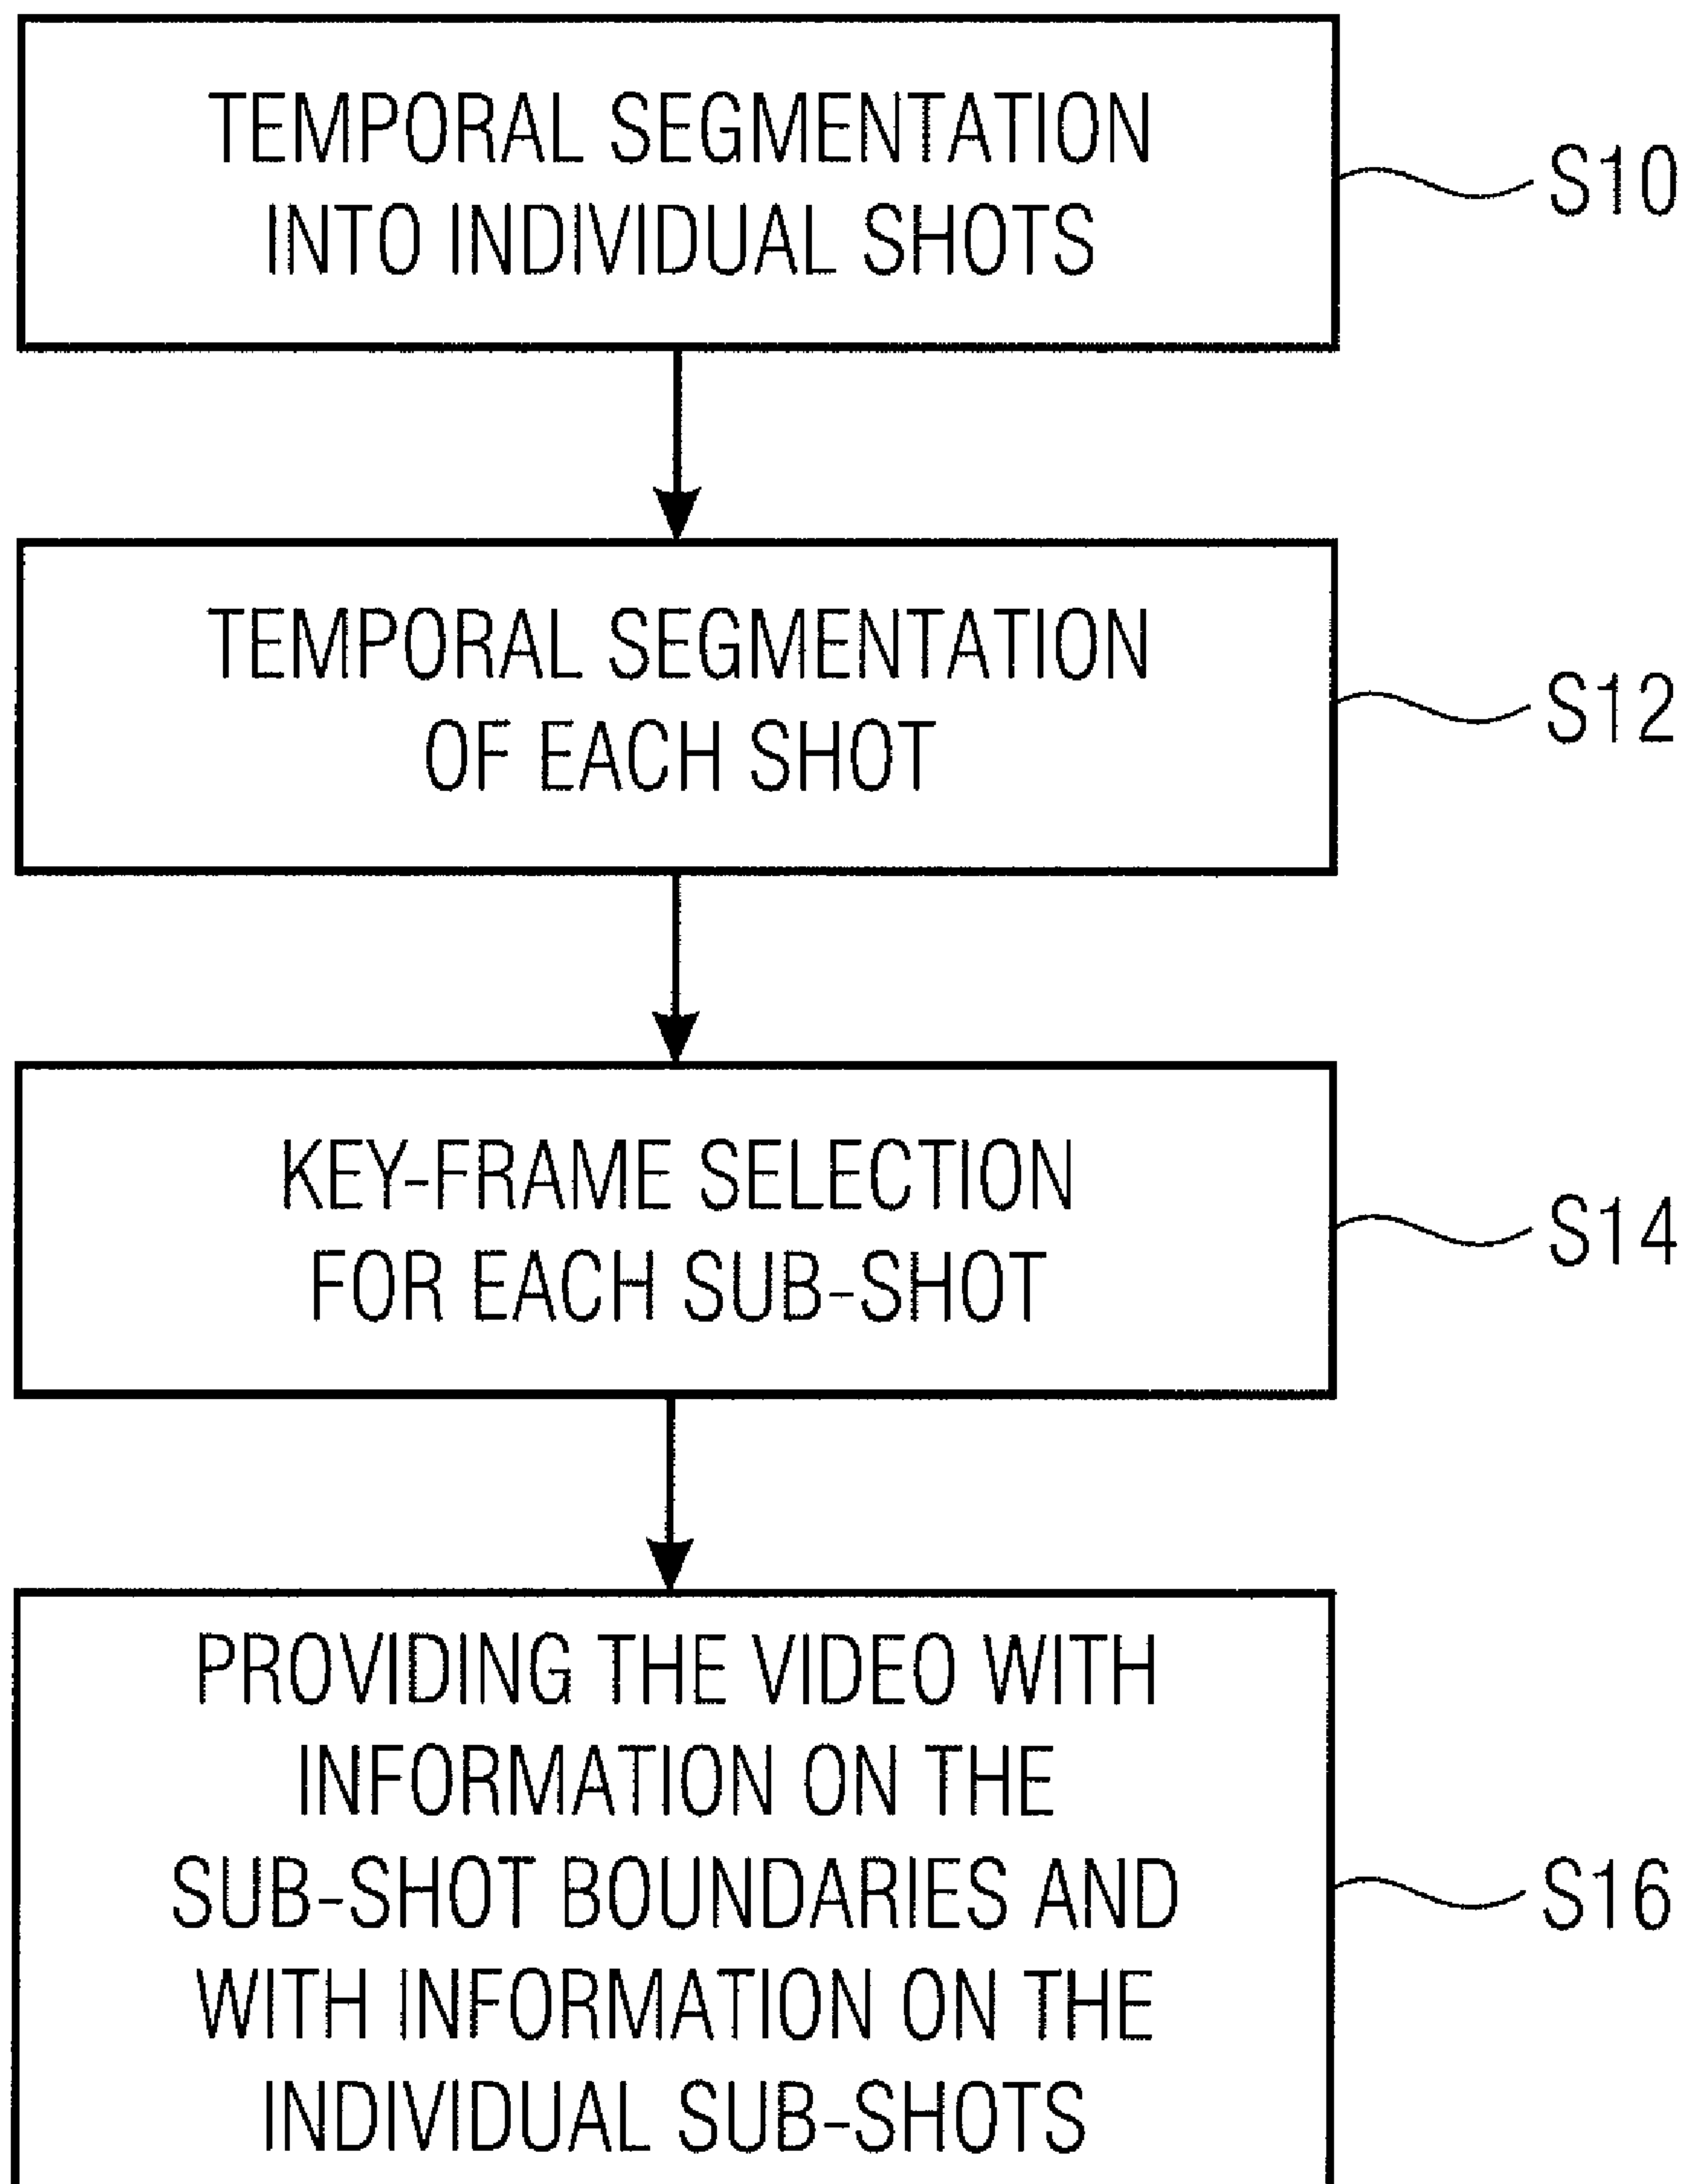 TEMPORAL SEGMENTATION
INTO INDIVIDUAL SHOTS
S10
TEMPORAL SEGMENTATION
OF EACH SHOT
S12
KEY-FRAME SELECTION
FOR EACH SUB-SHOT
S14
PROVIDING THE VIDEO WITH
INFORMATION ON THE
SUB-SHOT BOUNDARIES AND
WITH INFORMATION ON THE
INDIVIDUAL SUB-SHOTS
S16